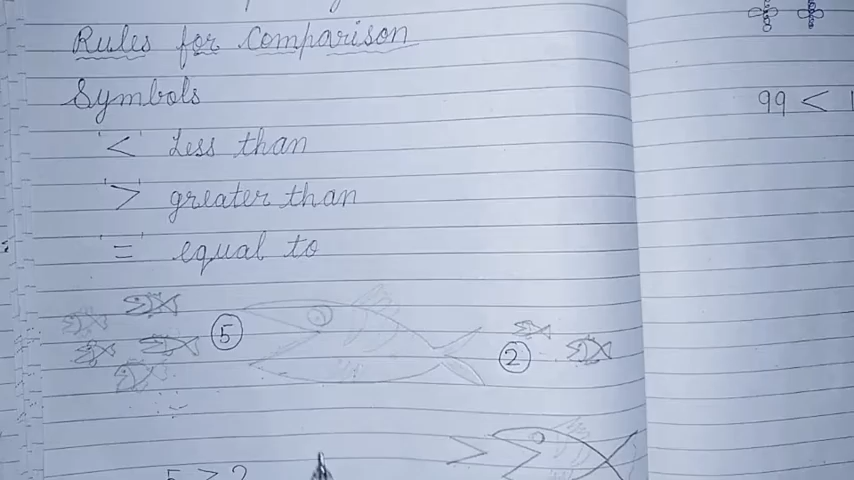 Rules for Comparison
Symbols
'<' Less than
'>' greater than
'=' equal to
5
2
5 > 2
99 <